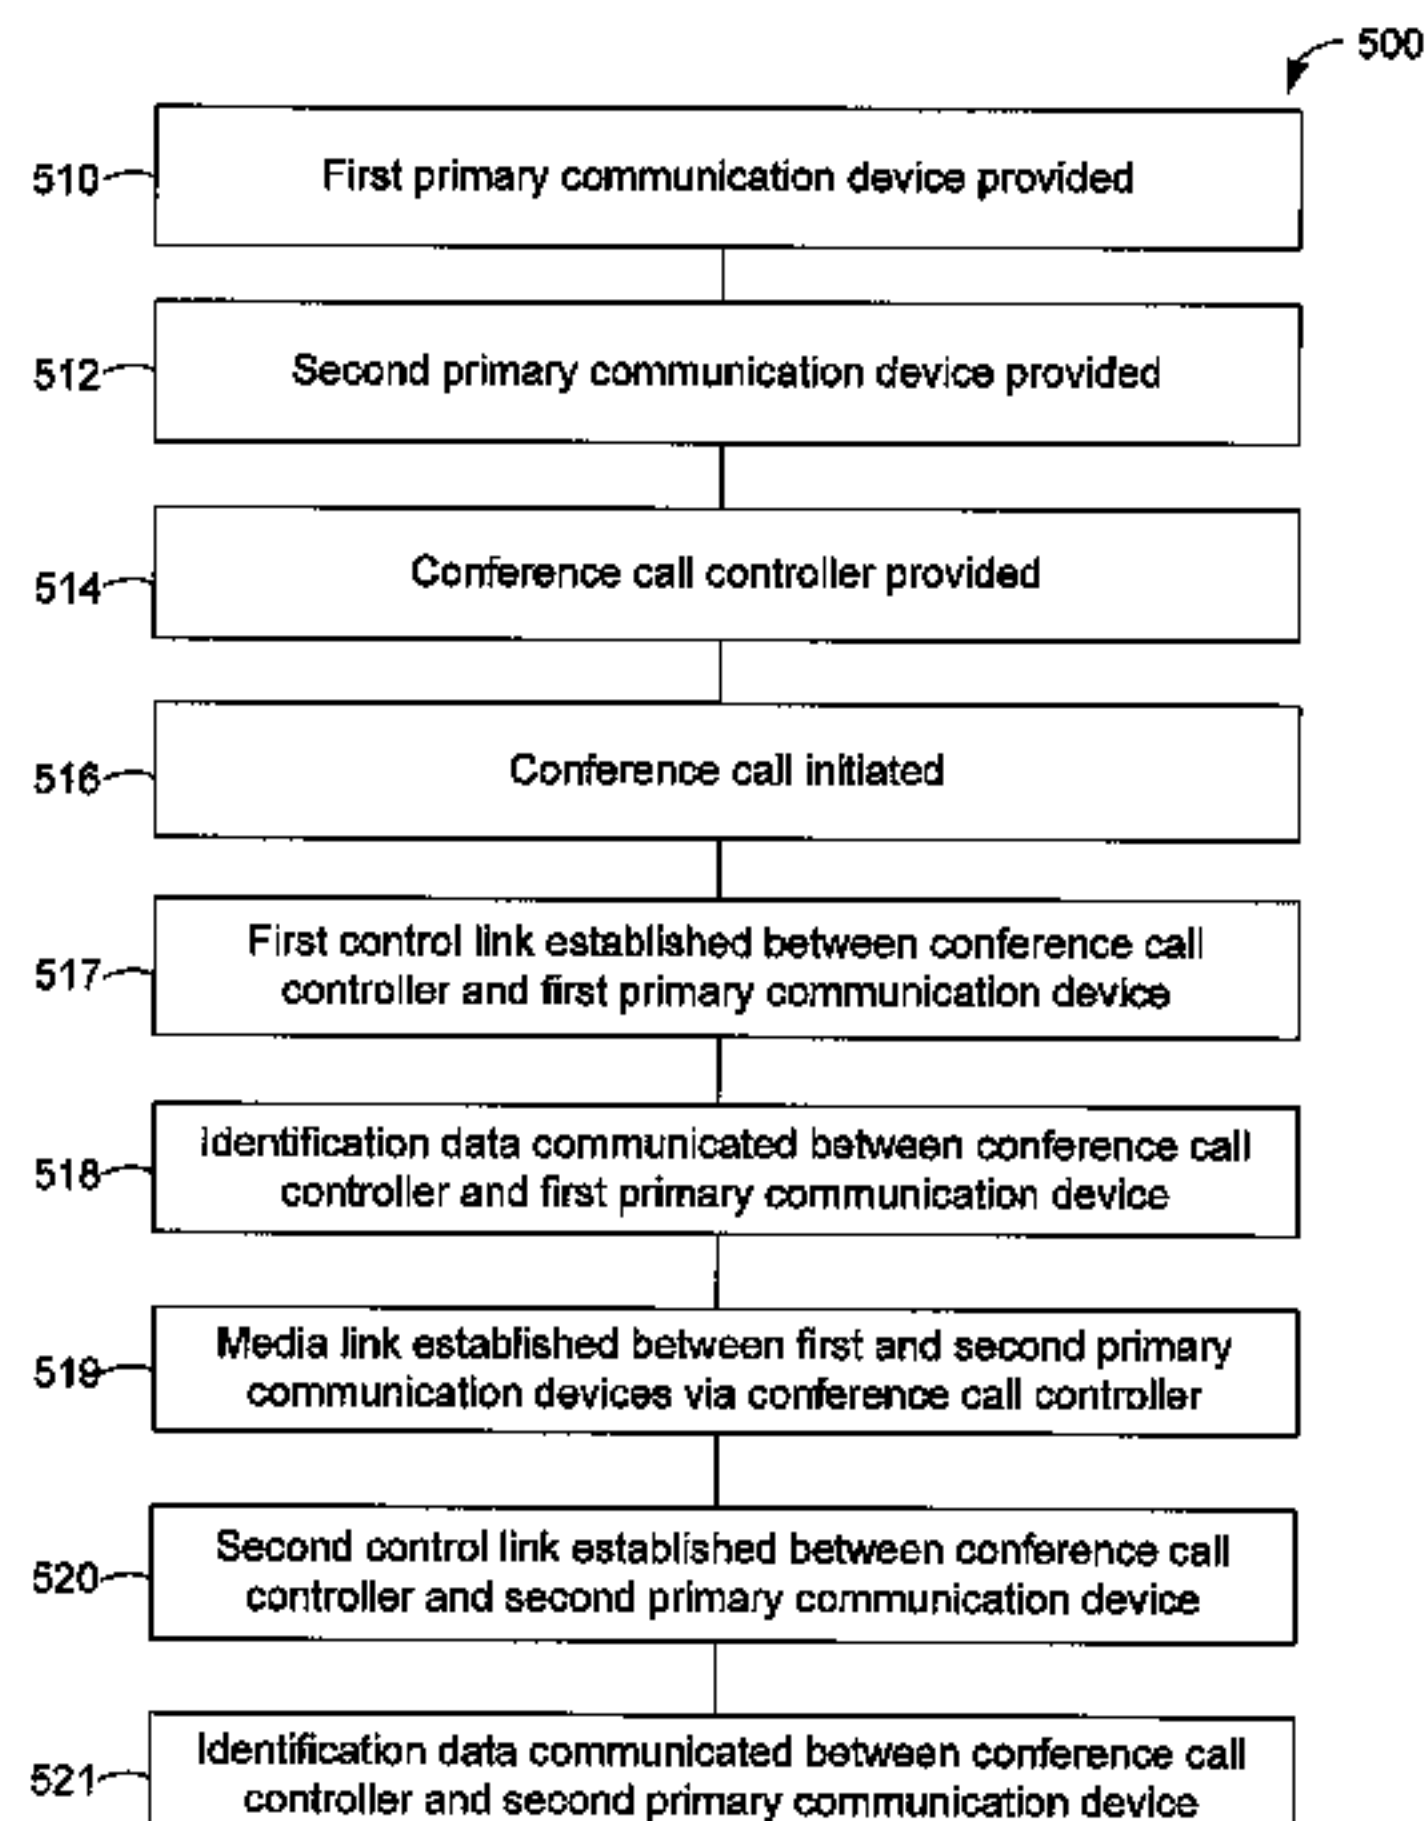 500
510
First primary communication device provided
512
Second primary communication device provided
514
Conference call controller provided
516
Conference call initiated
517
First control link established between conference call
controller and first primary communication device
518
Identification data communicated between conference call
controller and first primary communication device
519
Media link established between first and second primary
communication devices via conference call controller
520
Second control link established between conference call
controller and second primary communication device
521
Identification data communicated between conference call
controller and second primary communication device